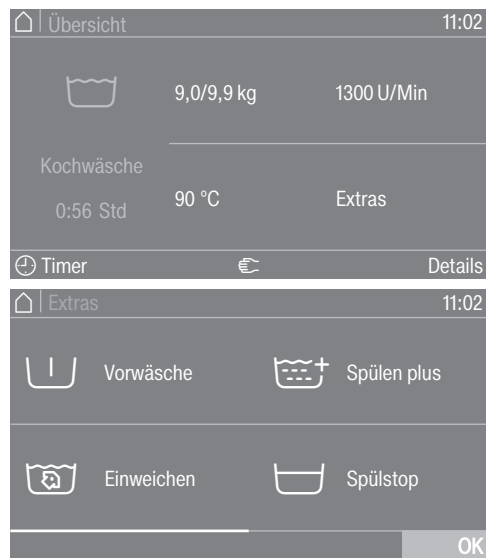 Übersicht 11:02
9,0/9,9 kg 1300 U/Min
Kochwäsche
0:56 Std
90 °C Extras
Timer Details
Extras 11:02
Vorwäsche Spülen plus
Einweichen Spülstop
OK